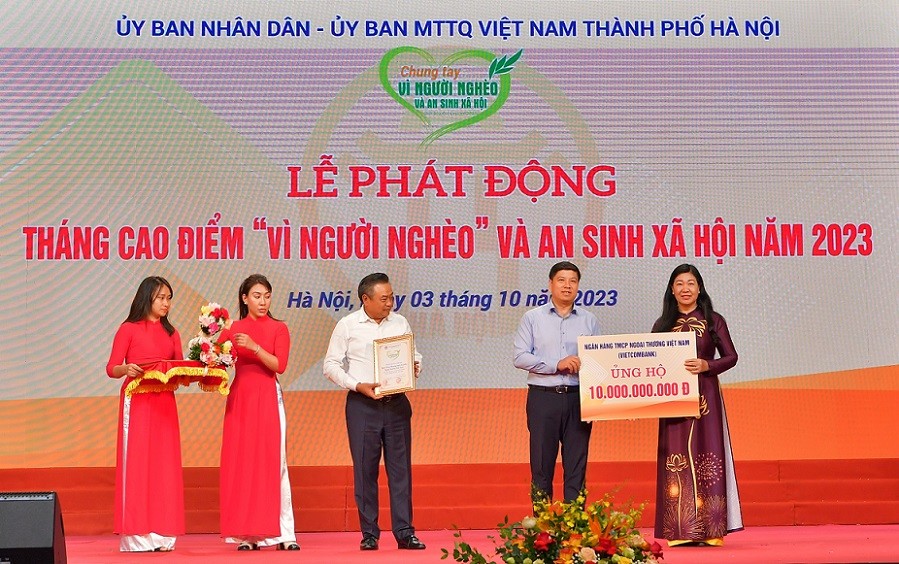 ỦY BAN NHÂN DÂN - ỦY BAN MTTQ VIỆT NAM THÀNH PHỐ HÀ NỘI
Chung tay
VÌ NGƯỜI NGHÈO
VÀ AN SINH XÃ HỘI
LỄ PHÁT ĐỘNG
THÁNG CAO ĐIỂM “VÌ NGƯỜI NGHÈO” VÀ AN SINH XÃ HỘI NĂM 2023
Hà Nội, 03 tháng 10 2023
NGÂN HÀNG TMCP NGOẠI THƯƠNG VIỆT NAM
(VIETCOMBANK)
ỦNG HỘ
10.000.000.000 Đ